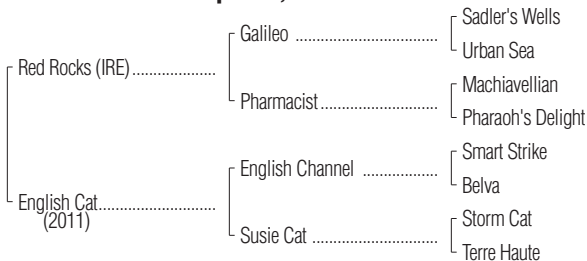 Sadler's Wells
Galileo ..............................
Urban Sea
Red Rocks (IRE)..................
Machiavellian
Pharmacist.........................
Pharaoh's Delight
Smart Strike
English Channel ................
Belva
English Cat.........................
(2011)
Storm Cat
Susie Cat ..........................
Terre Haute